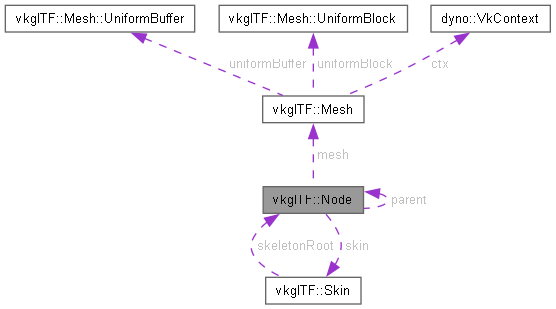 vkglTF::Mesh::UniformBuffer
vkglTF::Mesh::UniformBlock
dyno::VkContext
uniformBuffer
uniformBlock
ctx
vkglTF::Mesh
mesh
vkglTF::Node
parent
skeletonRoot
skin
vkglTF::Skin